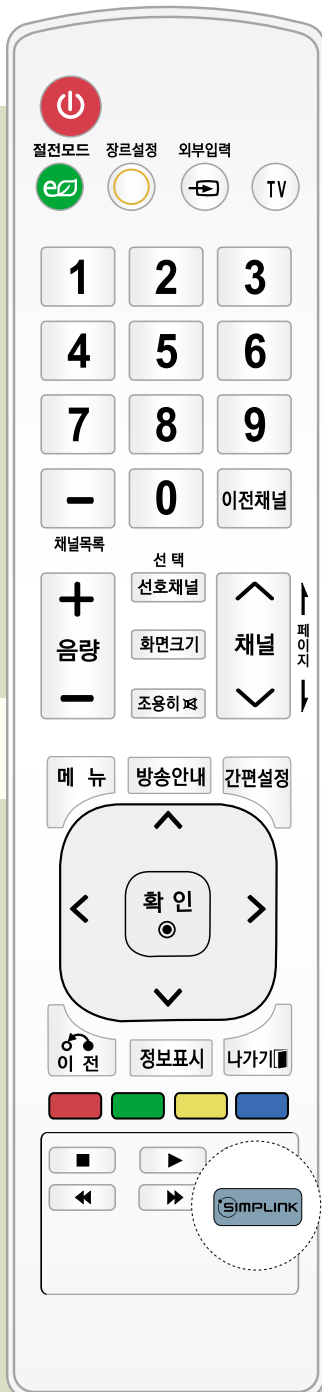 절전모드 장르설정 외부입력
e TV
1 2 3
4 5 6
7 8 9
- 0 이전채널
채널목록
선 택
+ 선호채널
음량 화면크기 채널 페이지
- 조용히
메 뉴 방송안내 간편설정
확 인
이 전 정보표시 나가기
SIMPLINK